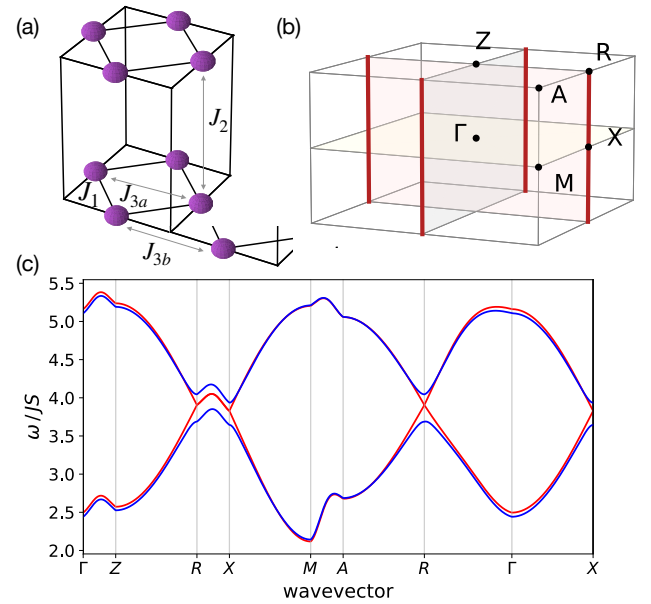 (a)
J2
J1
J3a
J3b
(b)
Z
R
A
Γ
X
M
(c)
5.5
5.0
4.5
4.0
3.5
3.0
2.5
2.0
ω/JS
Γ Z R X M A R Γ X
wavevector